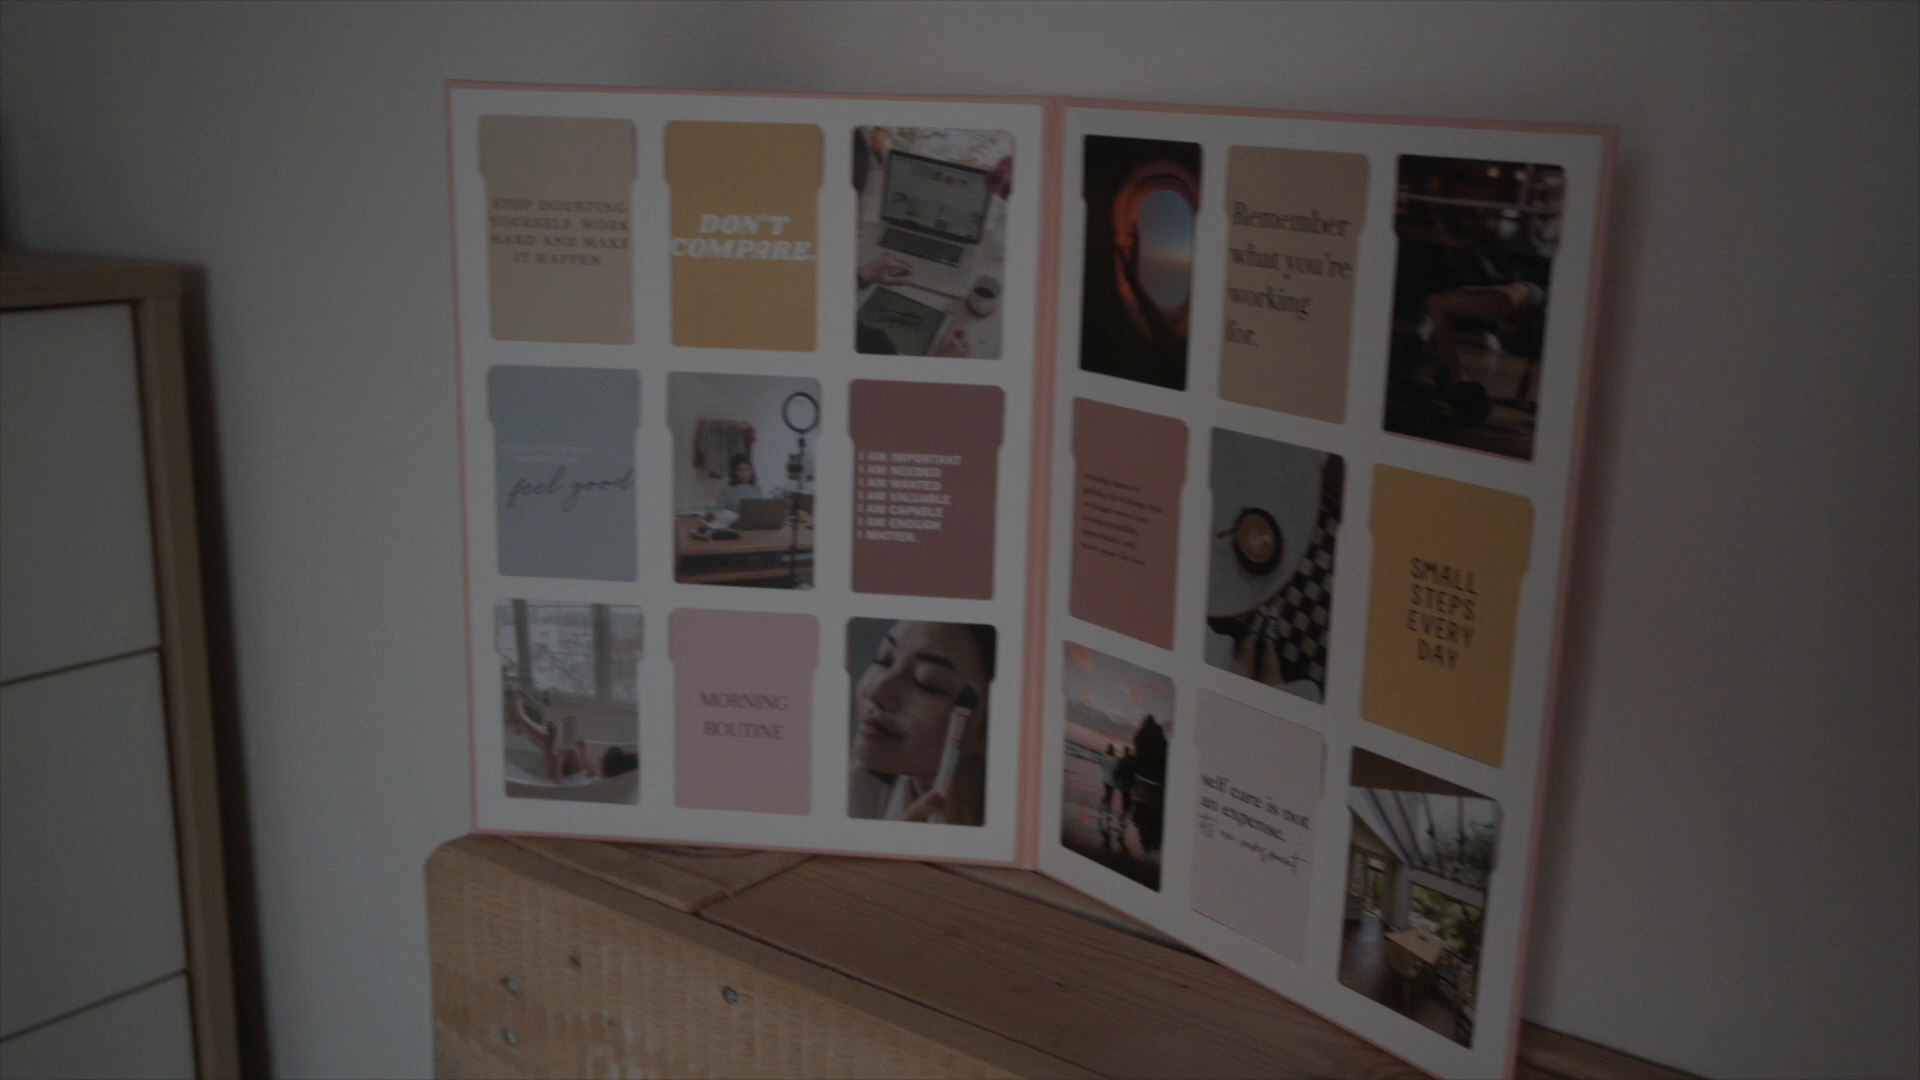 STOP DOUBTING
YOURSELF, WORK
HARD AND MAKE
IT HAPPEN.
DON'T
COMPARE.
feel good
I AM IMPORTANT
I AM NEEDED
I AM WANTED
I AM VALUABLE
I AM CAPABLE
I AM ENOUGH
I MATTER.
MORNING
ROUTINE
Remember
what you're
working
for.
SMALL
STEPS
EVERY
DAY
self care is not
an expense.